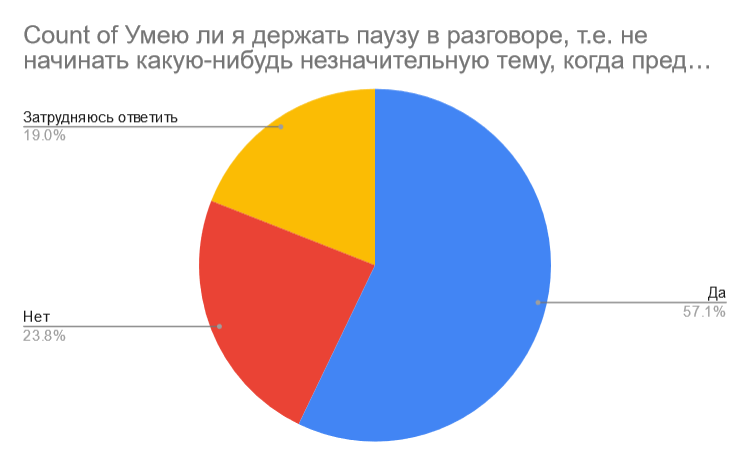 Count of Умею ли я держать паузу в разговоре, т.е. не
начинать какую-нибудь незначительную тему, когда пред…
Затрудняюсь ответить
19.0%
Да
57.1%
Нет
23.8%